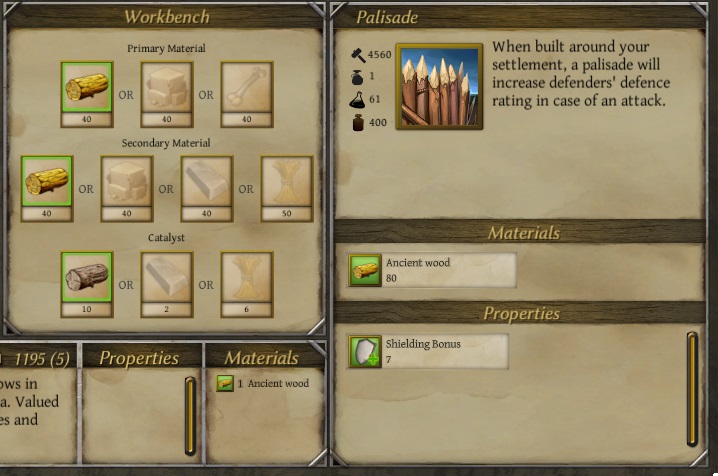 Workbench
Primary Material
OR
OR
40
40
40
Secondary Material
OR
OR
OR
40
40
40
50
Catalyst
OR
OR
10
2
6
1195 (5)
ows in
a. Valued
es and
Properties
Materials
1 Ancient wood
Palisade
4560
1
61
400
When built around your
settlement, a palisade will
increase defenders' defence
rating in case of an attack.
Materials
Ancient wood
80
Properties
Shielding Bonus
7